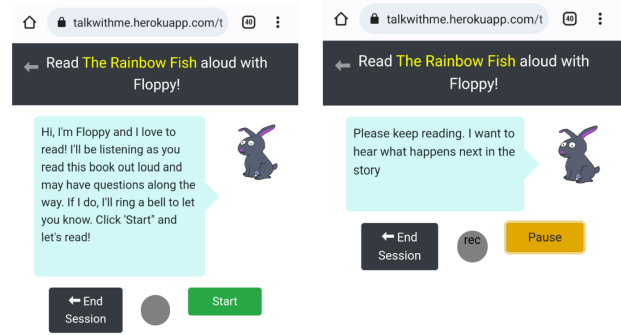 talkwithme.herokuapp.com/t 40
Read The Rainbow Fish aloud with
Floppy!
Hi, I'm Floppy and I love to
read! I'll be listening as you
read this book out loud and
may have questions along the
way. If I do, I'll ring a bell to let
you know. Click 'Start" and
let's read!
End
Session
Start
talkwithme.herokuapp.com/t 40
Read The Rainbow Fish aloud with
Floppy!
Please keep reading. I want to
hear what happens next in the
story
End
Session
rec
Pause